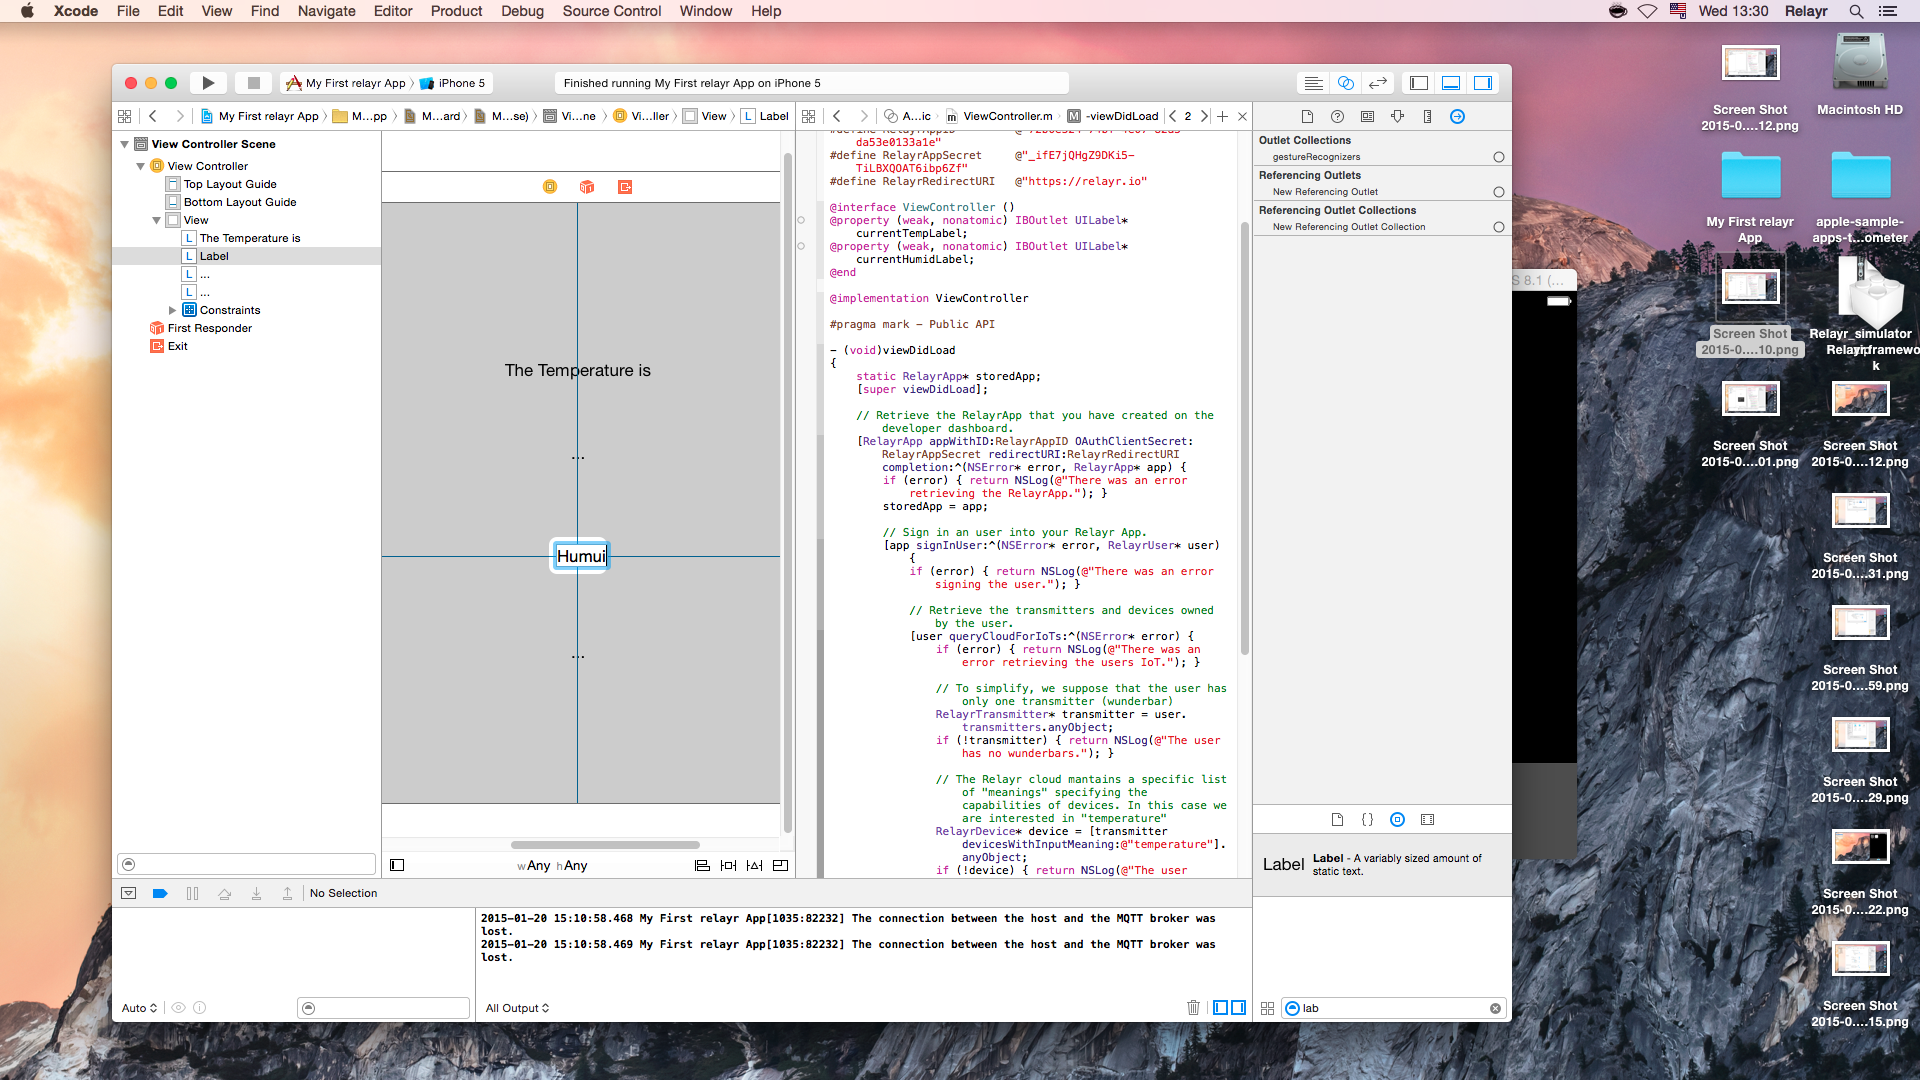 Xcode File Edit View Find Navigate Editor Product Debug Source Control Window Help
Wed 13:30 Relayr
My First relayr App iPhone 5
Finished running My First relayr App on iPhone 5
My First relayr App M...pp M...ard M...se) Vi...ne Vi...ller View L Label
A...ic m ViewController.m M -viewDidLoad 2
View Controller Scene
View Controller
Top Layout Guide
Bottom Layout Guide
View
L The Temperature is
L Label
L ...
L ...
Constraints
First Responder
Exit
The Temperature is
...
Humui
...
wAny hAny
da53e0133a1e"
#define RelayrAppSecret @"_ifE7jQHgZ9DKi5-
TiLBXQOAT6ibp6Zf"
#define RelayrRedirectURI @"https://relayr.io"
@interface ViewController ()
@property (weak, nonatomic) IBOutlet UILabel*
currentTempLabel;
@property (weak, nonatomic) IBOutlet UILabel*
currentHumidLabel;
@end
@implementation ViewController
#pragma mark - Public API
- (void)viewDidLoad
{
static RelayrApp* storedApp;
[super viewDidLoad];
// Retrieve the RelayrApp that you have created on the
developer dashboard.
[RelayrApp appWithID:RelayrAppID OAuthClientSecret:
RelayrAppSecret redirectURI:RelayrRedirectURI
completion:^(NSError* error, RelayrApp* app) {
if (error) { return NSLog(@"There was an error
retrieving the RelayrApp."); }
storedApp = app;
// Sign in an user into your Relayr App.
[app signInUser:^(NSError* error, RelayrUser* user)
{
if (error) { return NSLog(@"There was an error
signing the user."); }
// Retrieve the transmitters and devices owned
by the user.
[user queryCloudForIoTs:^(NSError* error) {
if (error) { return NSLog(@"There was an
error retrieving the users IoT."); }
// To simplify, we suppose that the user has
only one transmitter (wunderbar)
RelayrTransmitter* transmitter = user.
transmitters.anyObject;
if (!transmitter) { return NSLog(@"The user
has no wunderbars."); }
// The Relayr cloud mantains a specific list
of "meanings" specifying the
capabilities of devices. In this case we
are interested in "temperature"
RelayrDevice* device = [transmitter
devicesWithInputMeaning:@"temperature"].
anyObject;
if (!device) { return NSLog(@"The user
Outlet Collections
gestureRecognizers
Referencing Outlets
New Referencing Outlet
Referencing Outlet Collections
New Referencing Outlet Collection
Label Label - A variably sized amount of
static text.
lab
No Selection
2015-01-20 15:10:58.468 My First relayr App[1035:82232] The connection between the host and the MQTT broker was
lost.
2015-01-20 15:10:58.469 My First relayr App[1035:82232] The connection between the host and the MQTT broker was
lost.
Auto
All Output
S 8.1 (...
Screen Shot
2015-0....12.png
Macintosh HD
My First relayr
App
apple-sample-
apps-t...ometer
Screen Shot
2015-0....10.png
Relayr_simulator
k
Screen Shot
2015-0....01.png
Screen Shot
2015-0....12.png
Screen Shot
2015-0....31.png
Screen Shot
2015-0....59.png
Screen Shot
2015-0....29.png
Screen Shot
2015-0....22.png
Screen Shot
2015-0....15.png